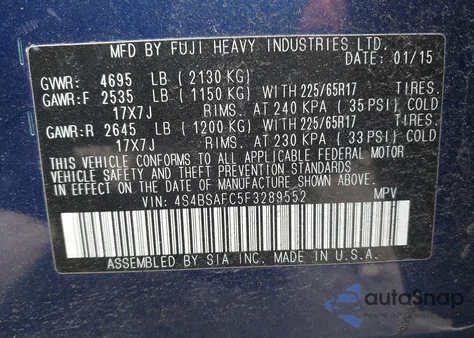 MFD BY FUJI HEAVY INDUSTRIES LTD. DATE: 01/15
GVWR: 4695 LB (2130 KG)
GAWR:F 2535 LB (1150 KG) WITH 225/65R17 TIRES.
17X7J RIMS. AT 240 KPA (35 PSI) COLD
GAWR:R 2645 LB (1200 KG) WITH 225/65R17 TIRES.
17X7J RIMS. AT 230 KPA (33 PSI) COLD
THIS VEHICLE CONFORMS TO ALL APPLICABLE FEDERAL MOTOR
VEHICLE SAFETY AND THEFT PREVENTION STANDARDS IN
EFFECT ON THE DATE OF MANUFACTURE SHOWN ABOVE.
VIN: 4S4BSAFC5F3289552 MPV
ASSEMBLED BY SIA INC. IN U.S.A.
autoSnap